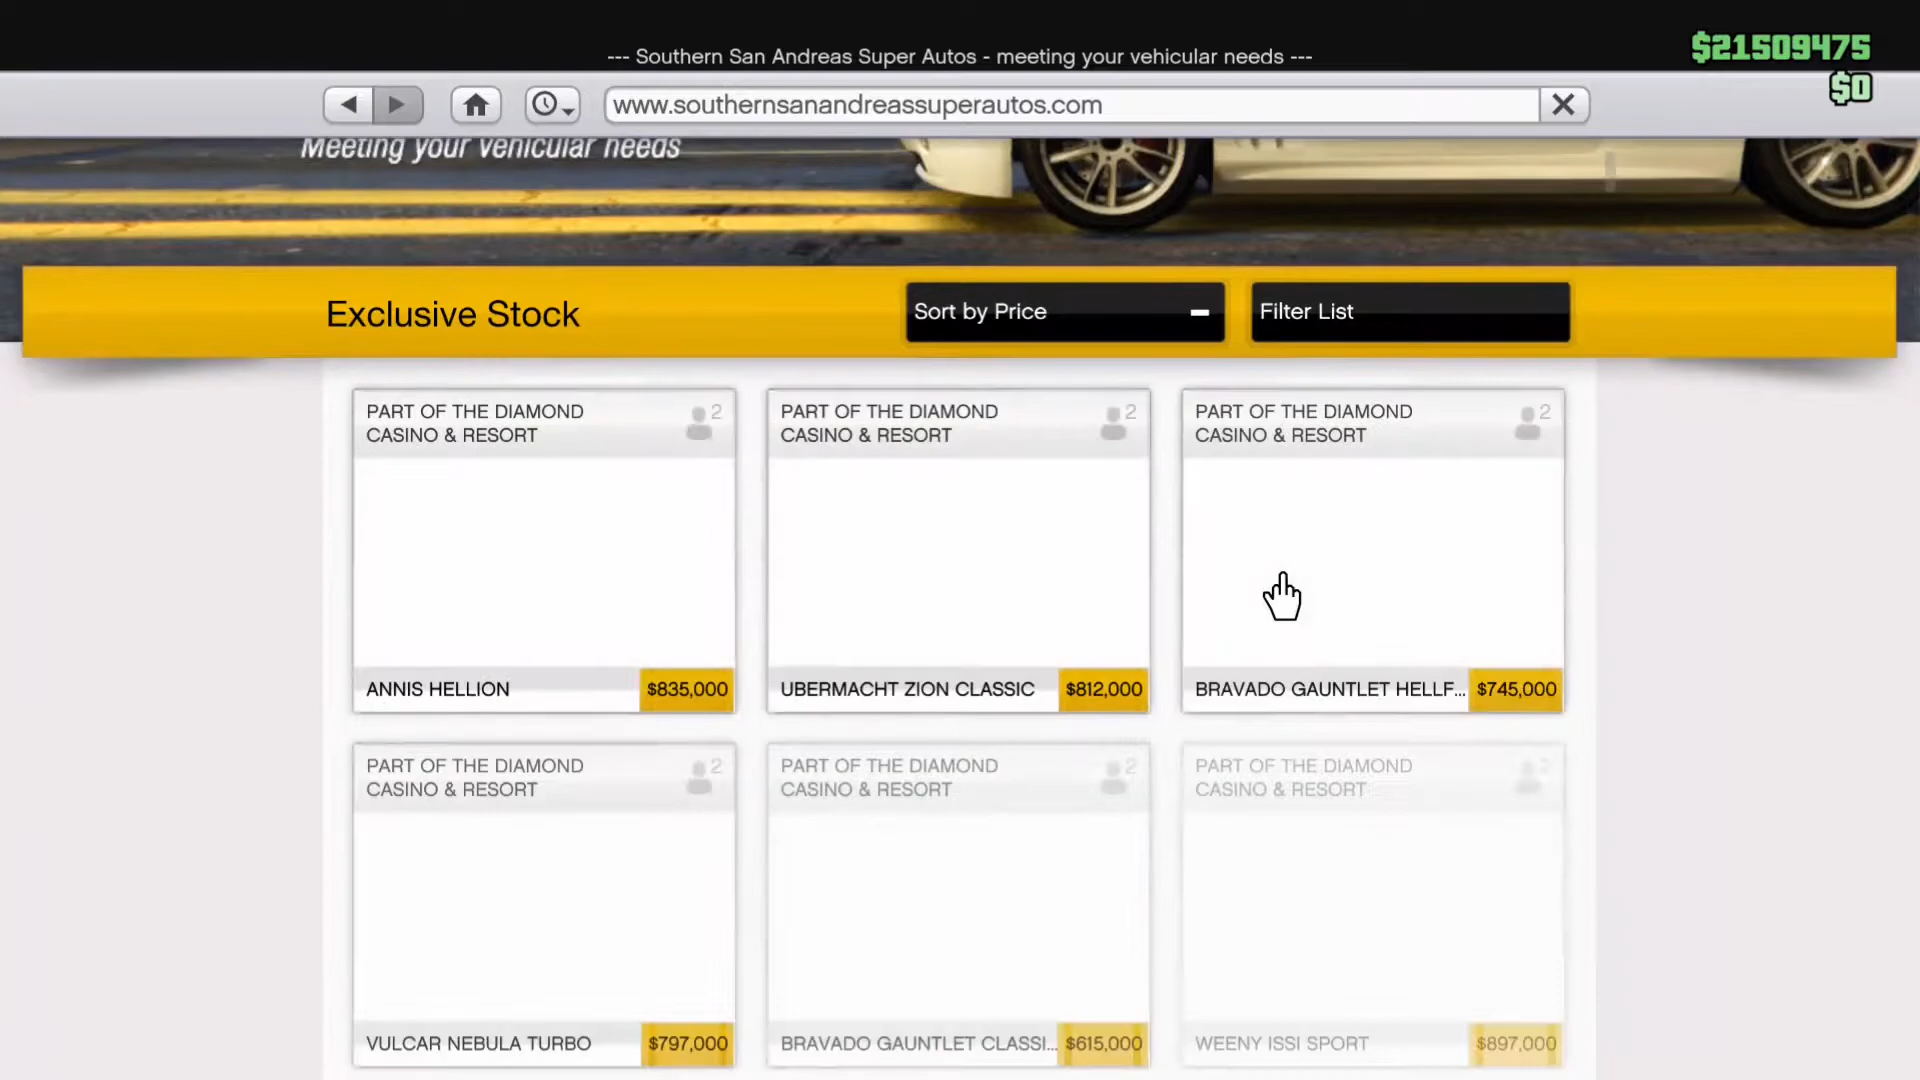 --- Southern San Andreas Super Autos - meeting your vehicular needs ---
$21509475
$0
www.southernsanandreassuperautos.com
Meeting your vehicular needs
Exclusive Stock
Sort by Price
Filter List
PART OF THE DIAMOND
CASINO & RESORT
2
PART OF THE DIAMOND
CASINO & RESORT
2
PART OF THE DIAMOND
CASINO & RESORT
2
ANNIS HELLION
$835,000
UBERMACHT ZION CLASSIC
$812,000
BRAVADO GAUNTLET HELLF...
$745,000
PART OF THE DIAMOND
CASINO & RESORT
2
PART OF THE DIAMOND
CASINO & RESORT
2
PART OF THE DIAMOND
CASINO & RESORT
2
VULCAR NEBULA TURBO
$797,000
BRAVADO GAUNTLET CLASSI...
$615,000
WEENY ISSI SPORT
$897,000